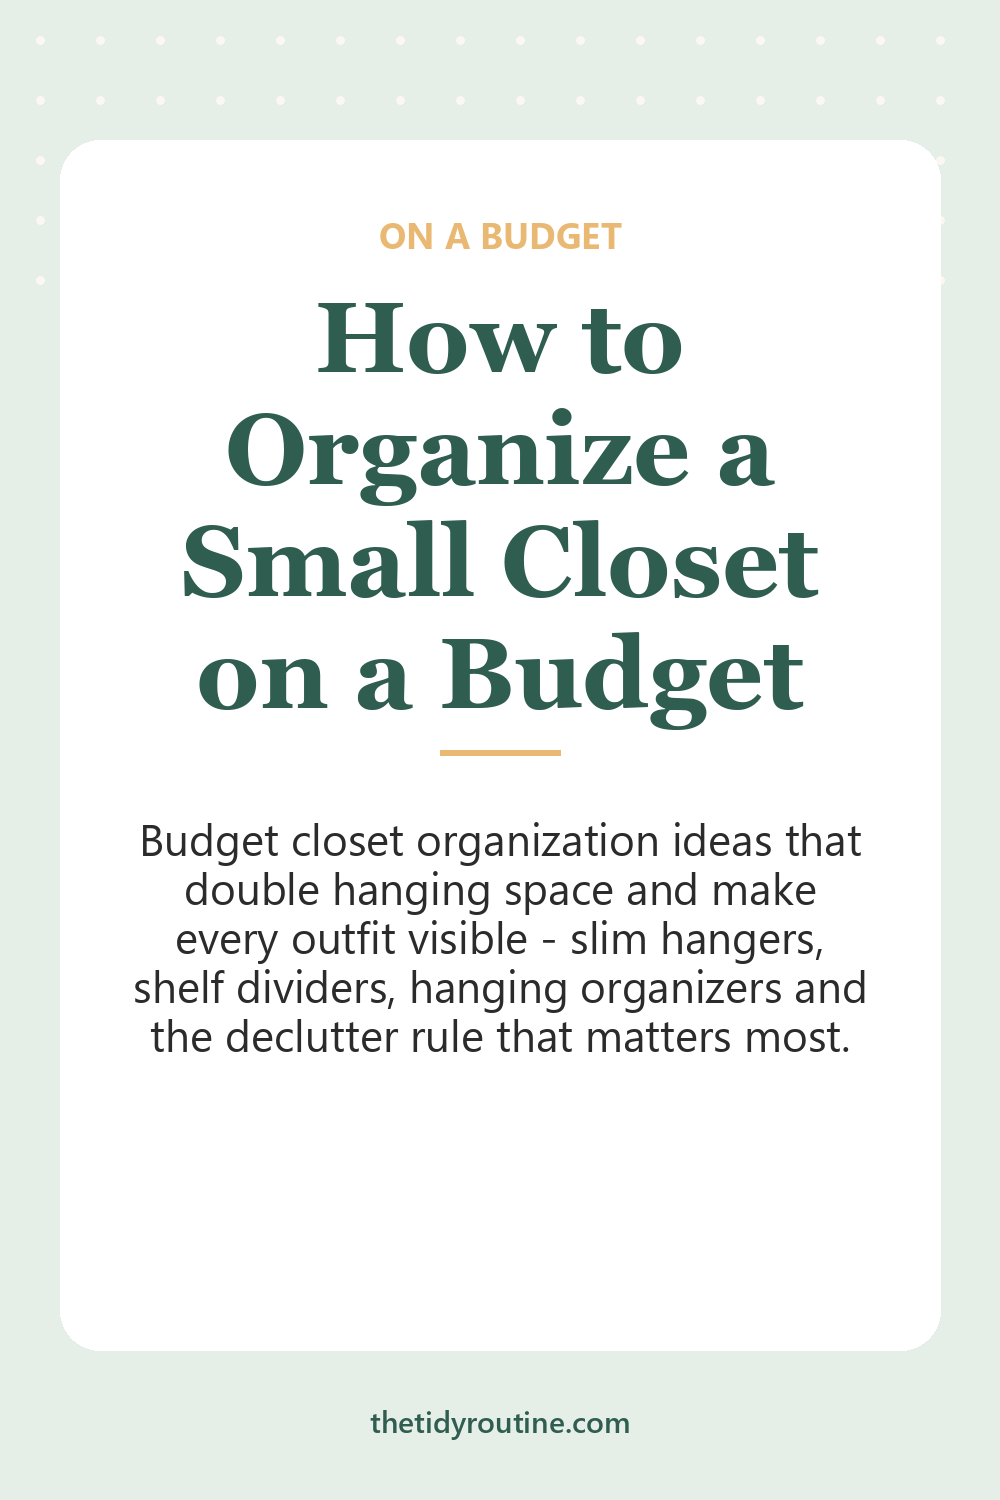 ON A BUDGET
How to
Organize a
Small Closet
on a Budget
Budget closet organization ideas that
double hanging space and make
every outfit visible - slim hangers,
shelf dividers, hanging organizers and
the declutter rule that matters most.
thetidyroutine.com